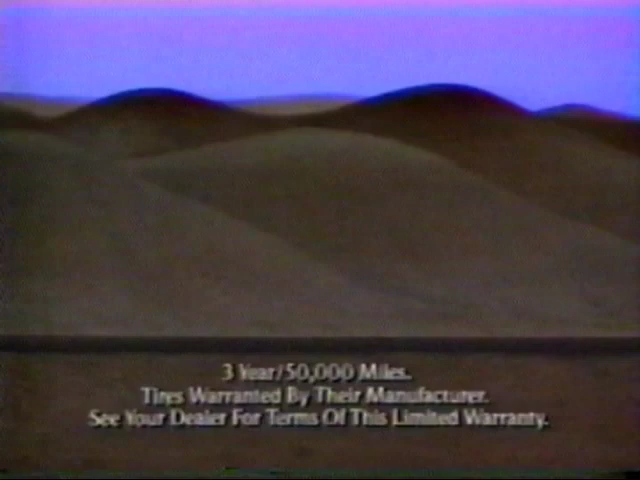 3 Year/50,000 Miles.
Tires Warranted By Their Manufacturer.
See Your Dealer For Terms Of This Limited Warranty.